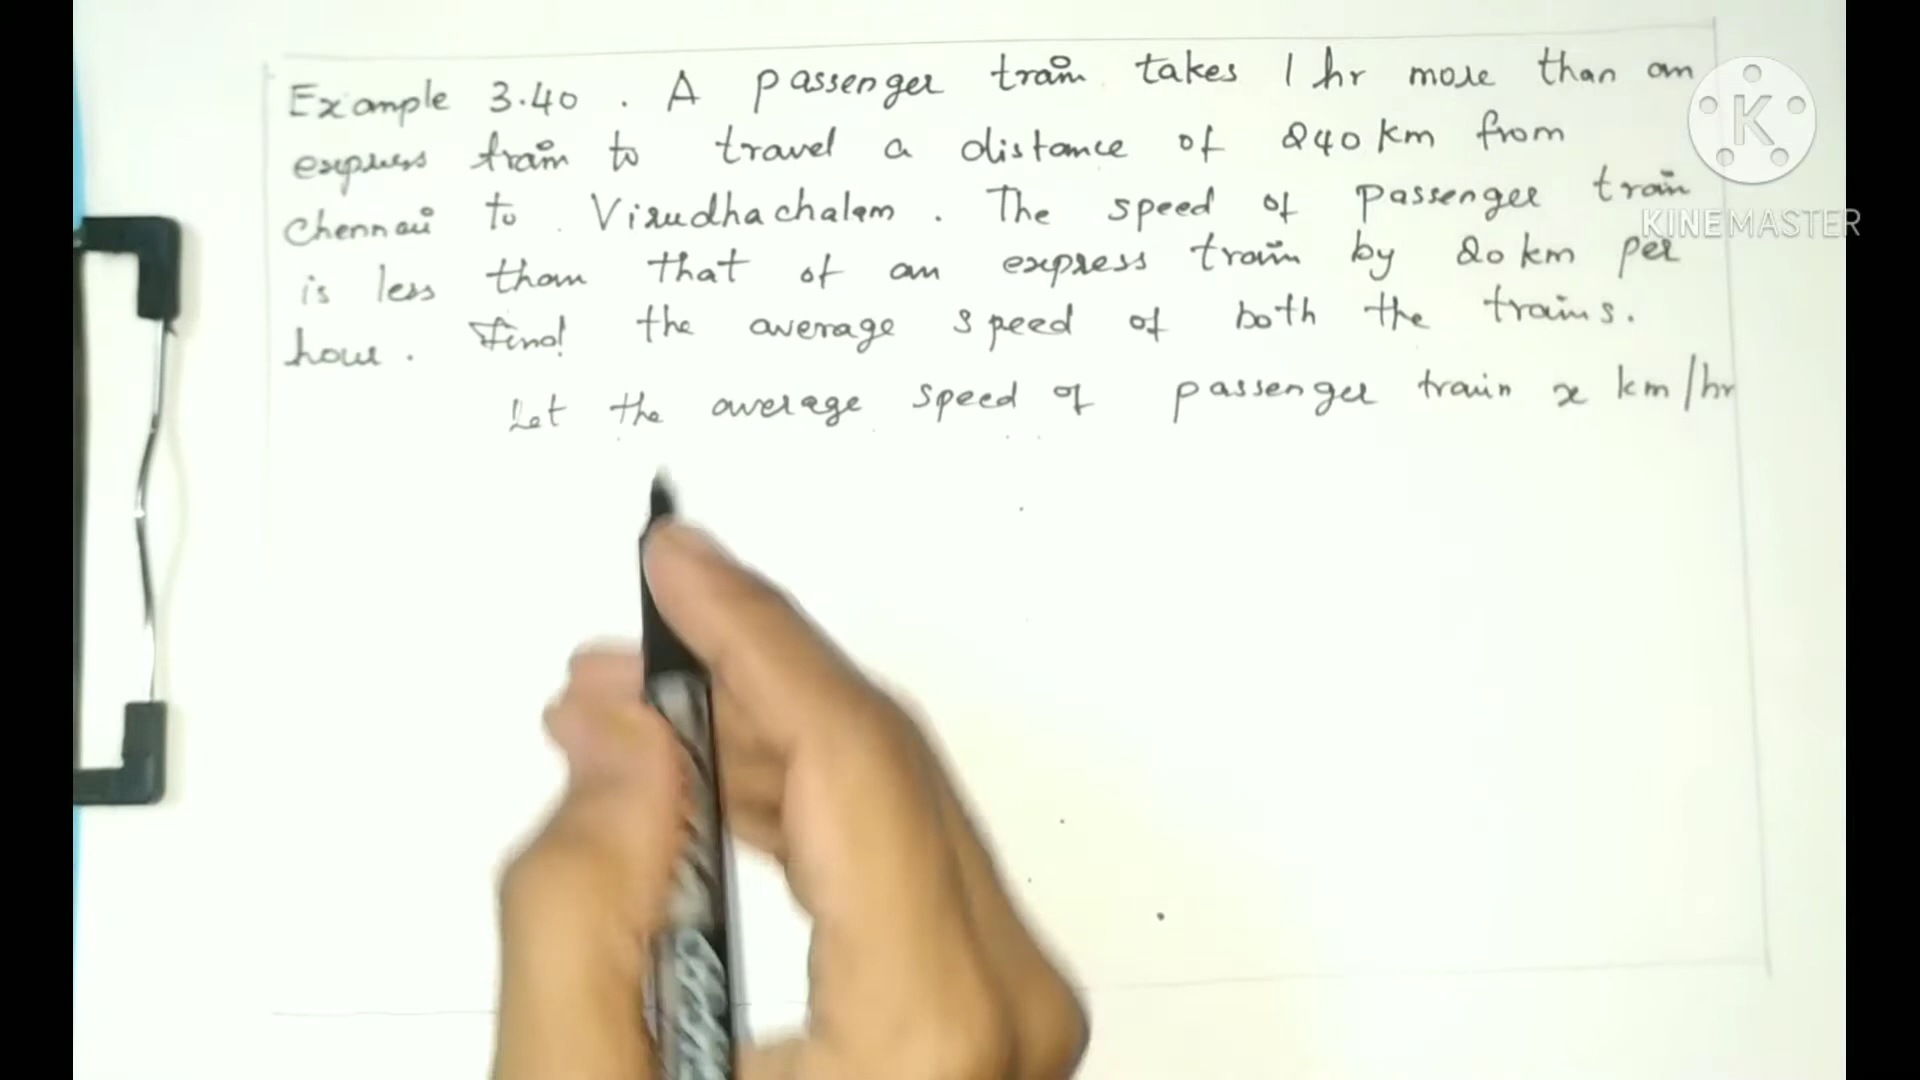 Example 3.40 . A passenger train takes 1 hr more than an
express train to travel a distance of 240 km from
Chennai to Virudhachalam . The speed of passenger train
is less than that of an express train by 20 km per
hour . Find the average speed of both the trains.
Let the average speed of passenger train x km/hr
K
KINEMASTER